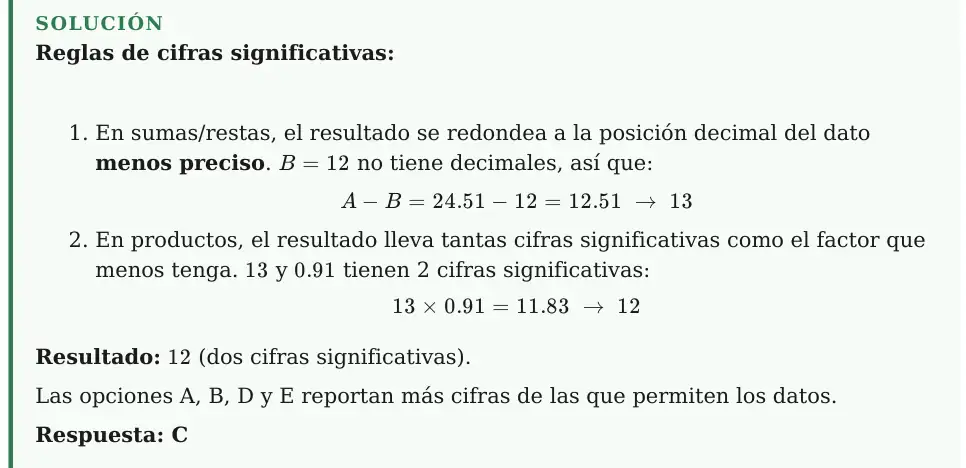 SOLUCIÓN
Reglas de cifras significativas:
1. En sumas/restas, el resultado se redondea a la posición decimal del dato
menos preciso. B = 12 no tiene decimales, así que:
A − B = 24.51 − 12 = 12.51 → 13
2. En productos, el resultado lleva tantas cifras significativas como el factor que
menos tenga. 13 y 0.91 tienen 2 cifras significativas:
13 × 0.91 = 11.83 → 12
Resultado: 12 (dos cifras significativas).
Las opciones A, B, D y E reportan más cifras de las que permiten los datos.
Respuesta: C